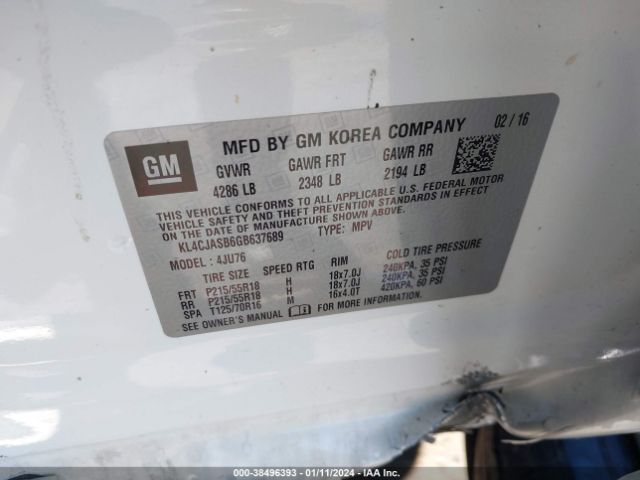 GM
MFD BY GM KOREA COMPANY 02 / 16
GVWR GAWR FRT GAWR RR
4286 LB 2348 LB 2194 LB
THIS VEHICLE CONFORMS TO ALL APPLICABLE U.S. FEDERAL MOTOR
VEHICLE SAFETY AND THEFT PREVENTION STANDARDS IN EFFECT
ON THE DATE OF MANUFACTURE SHOWN ABOVE.
KL4CJASB6GB637689 TYPE: MPV
MODEL : 4JU76
TIRE SIZE SPEED RTG RIM COLD TIRE PRESSURE
FRT P215/55R18 H 18x7.0J 240KPA, 35 PSI
RR P215/55R18 H 18x7.0J 240KPA, 35 PSI
SPA T125/70R16 M 16x4.0T 420KPA, 60 PSI
SEE OWNER'S MANUAL FOR MORE INFORMATION.
000-38496393 - 01/11/2024 - IAA Inc.